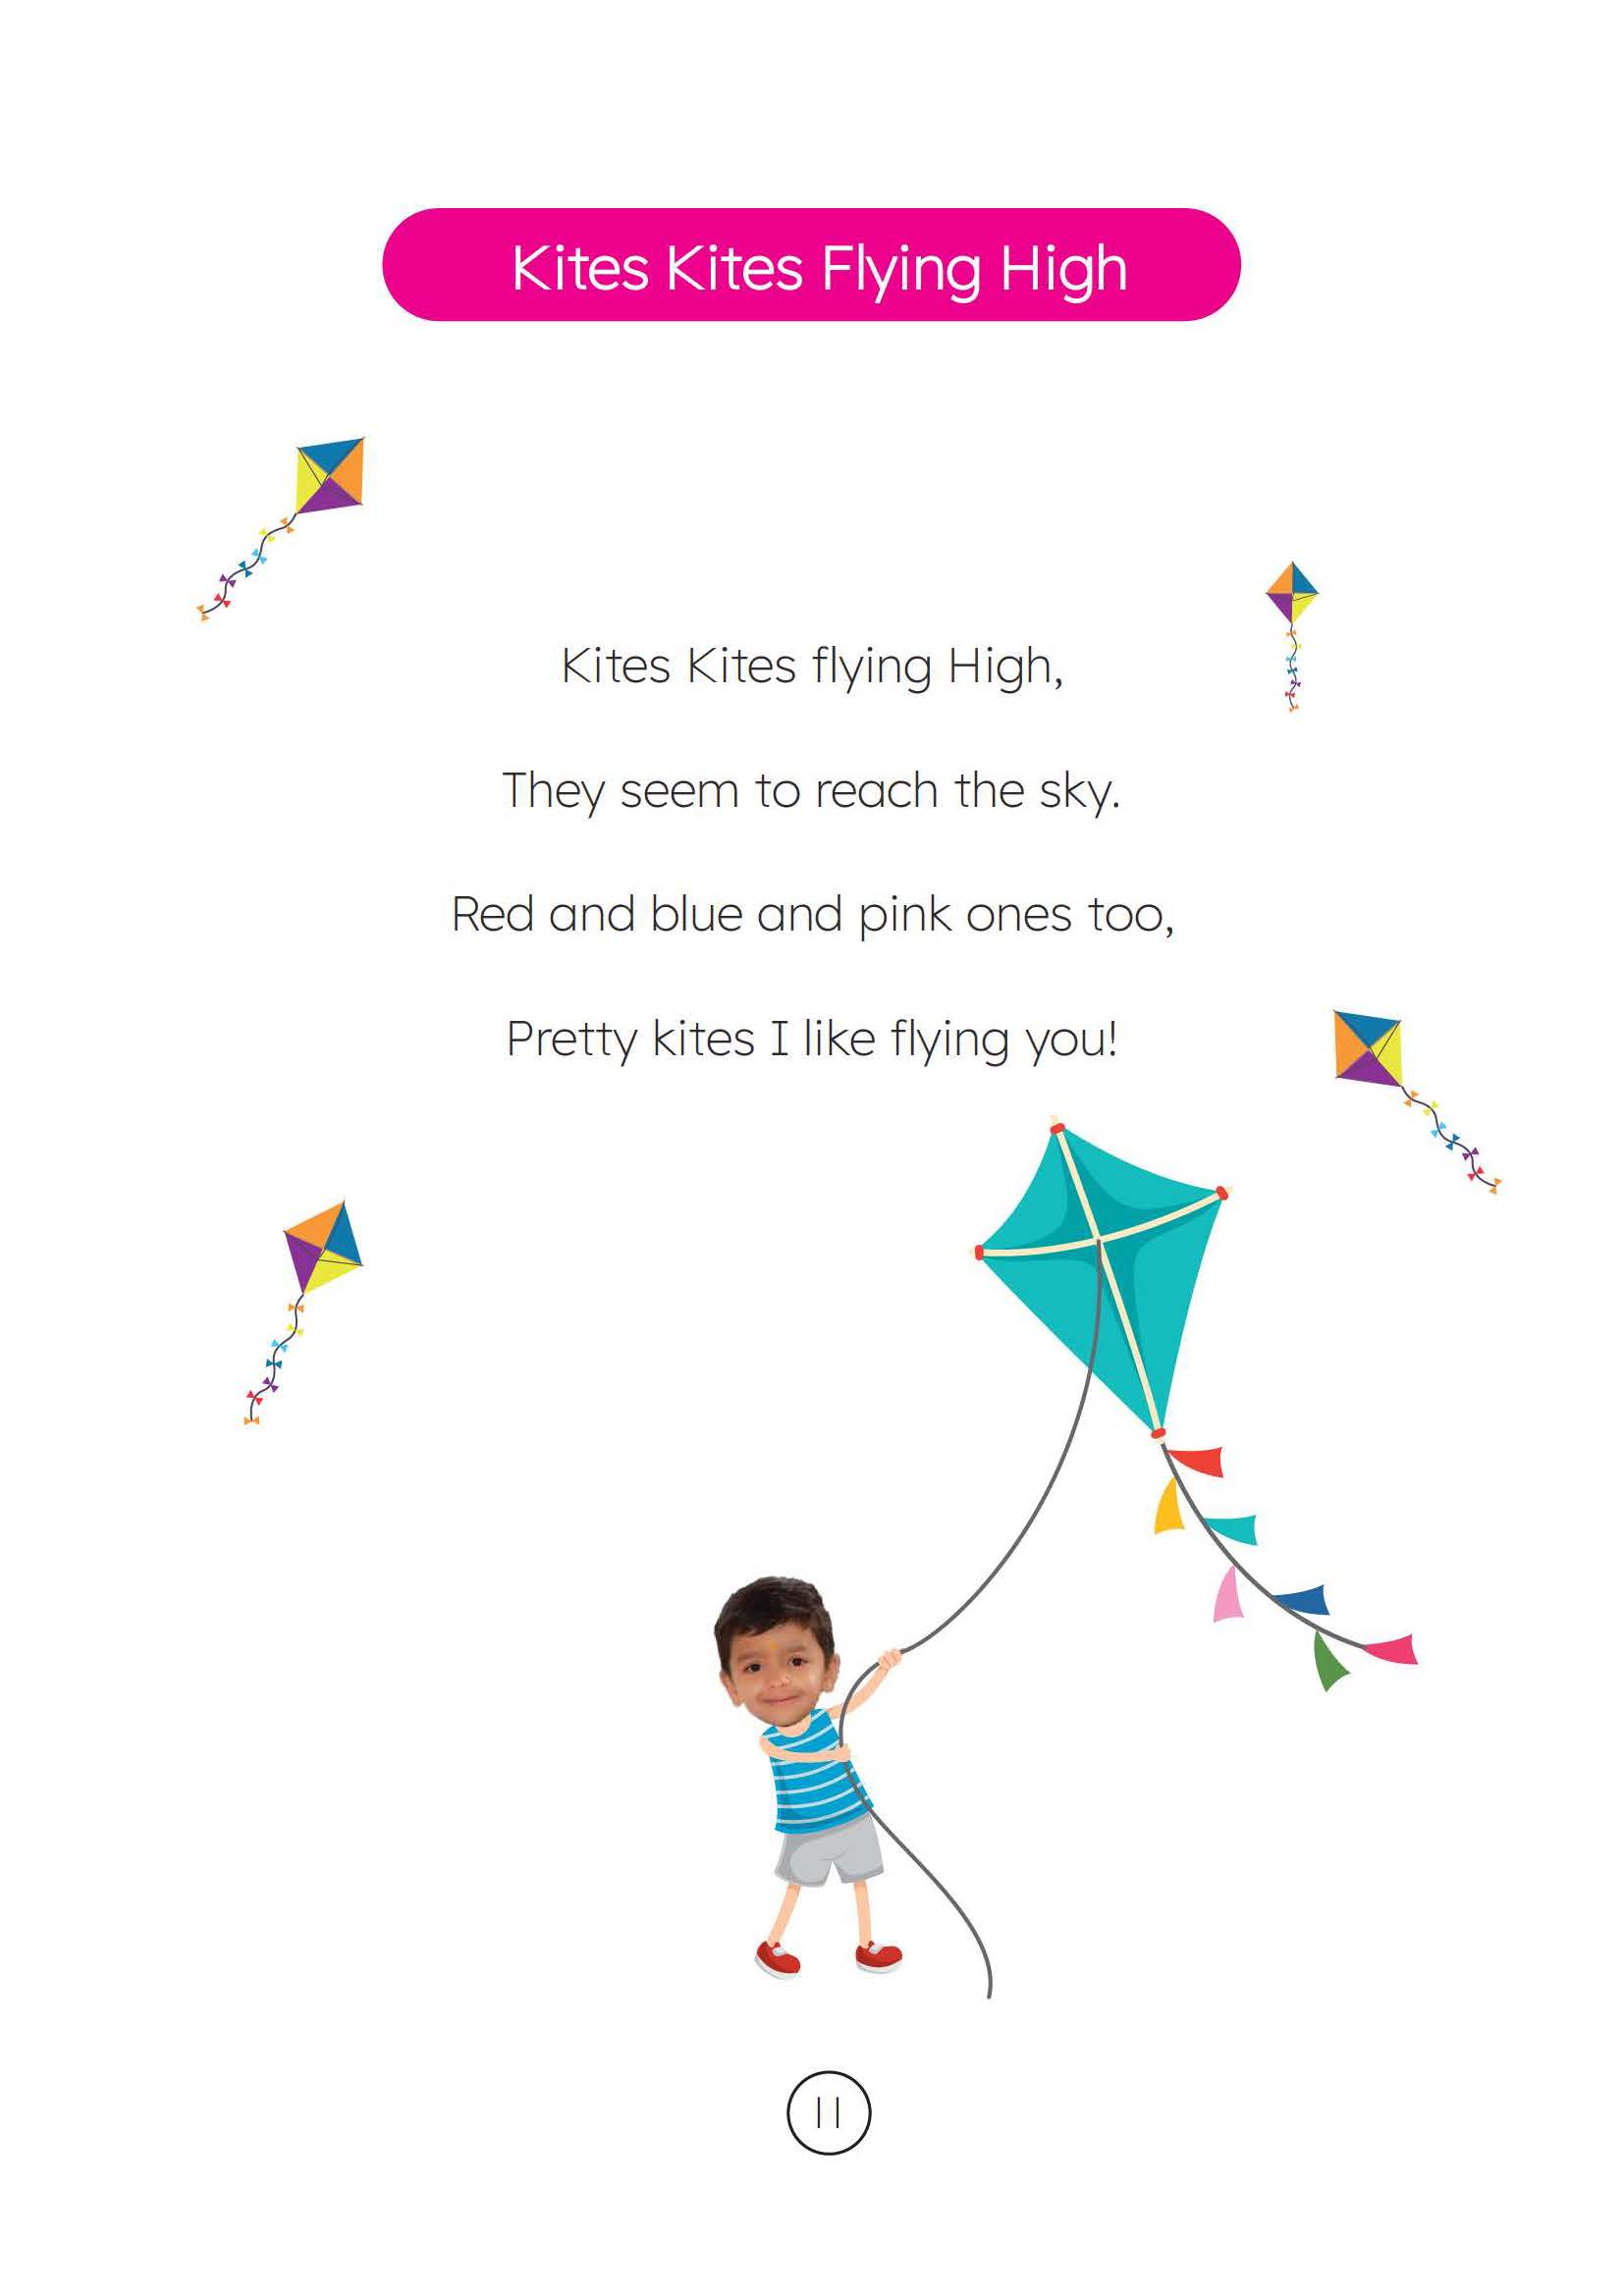 Kites Kites Flying High
Kites Kites flying High,
They seem to reach the sky.
Red and blue and pink ones too,
Pretty kites I like flying you!
11